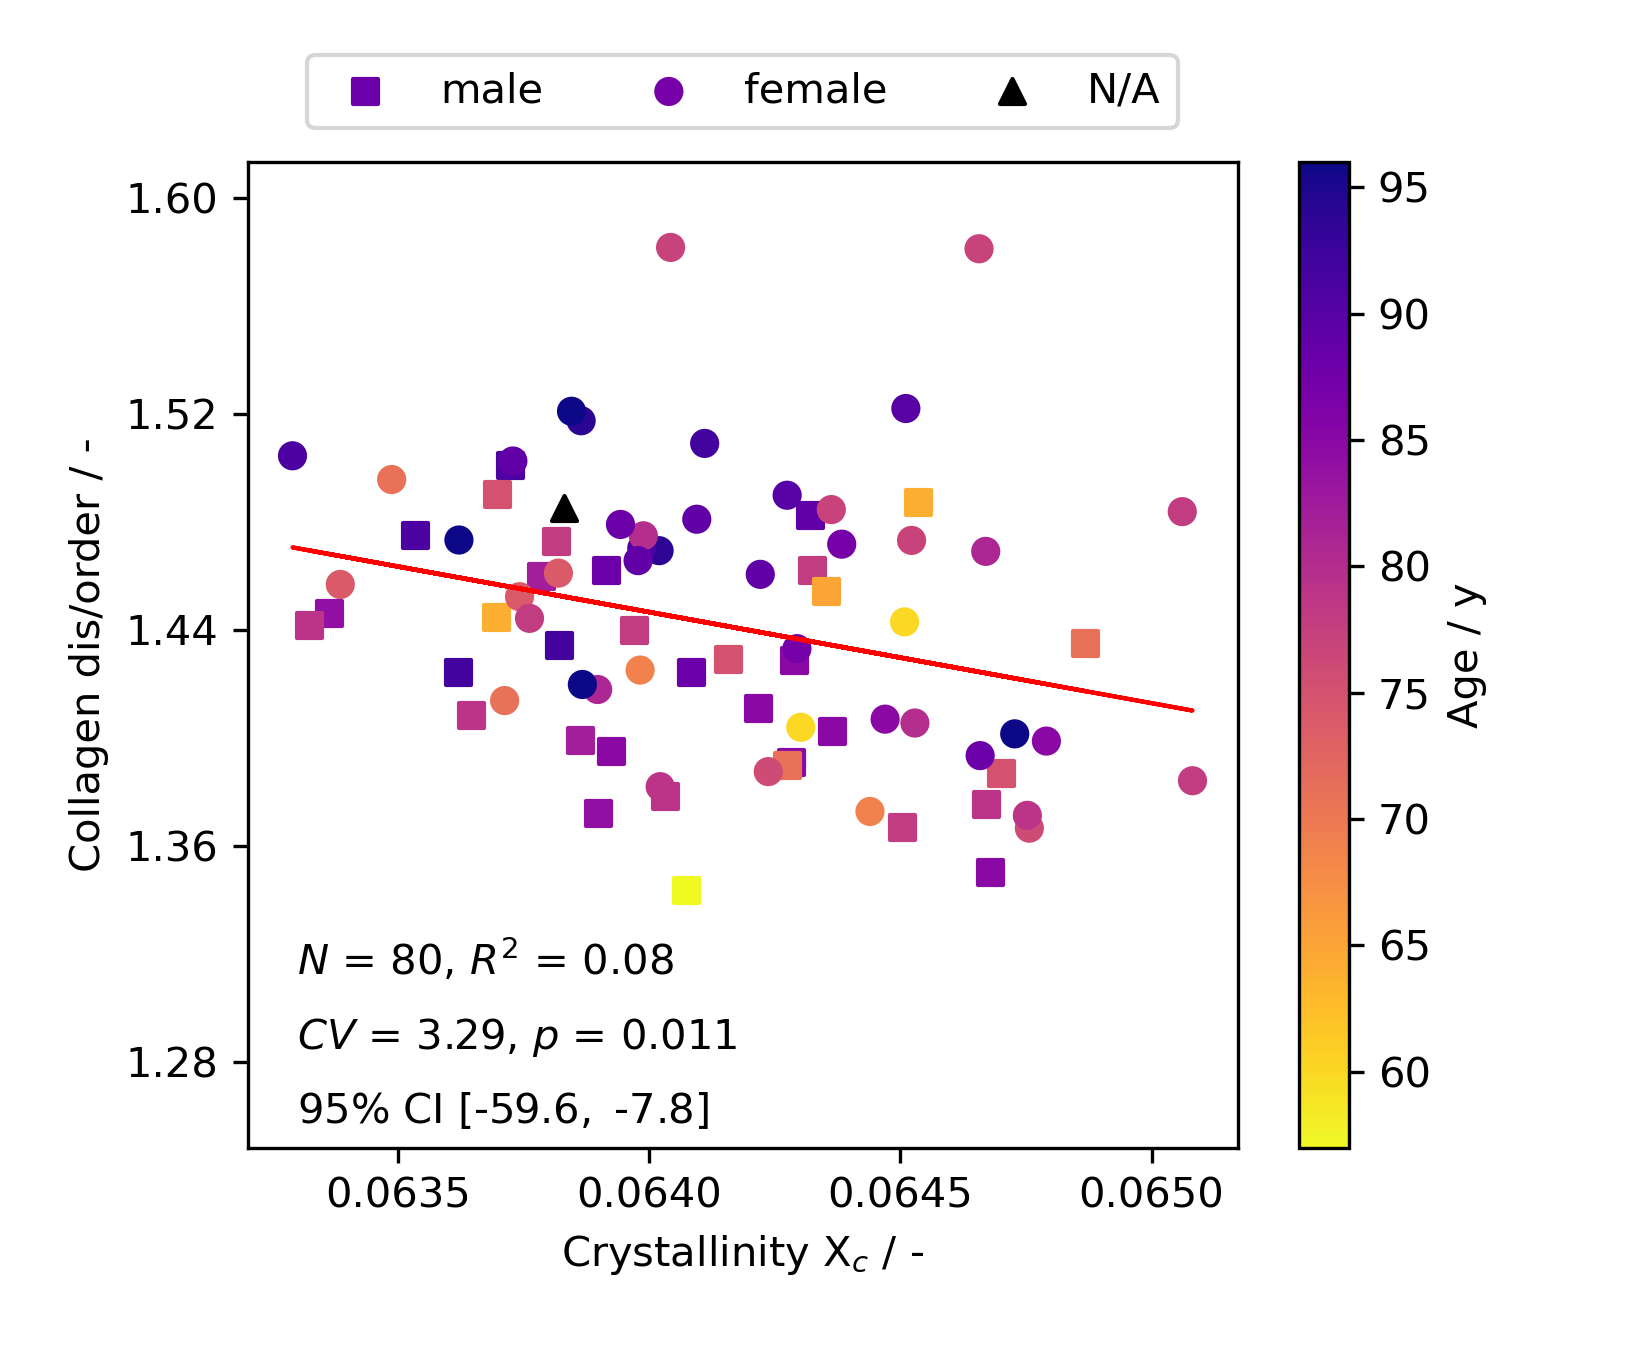 male female N/A
1.60
1.52
1.44
1.36
1.28
Collagen dis/order / -
N = 80, R² = 0.08
CV = 3.29, p = 0.011
95% CI [-59.6, -7.8]
0.0635 0.0640 0.0645 0.0650
Crystallinity X_c / -
95
90
85
80
75
70
65
60
Age / y